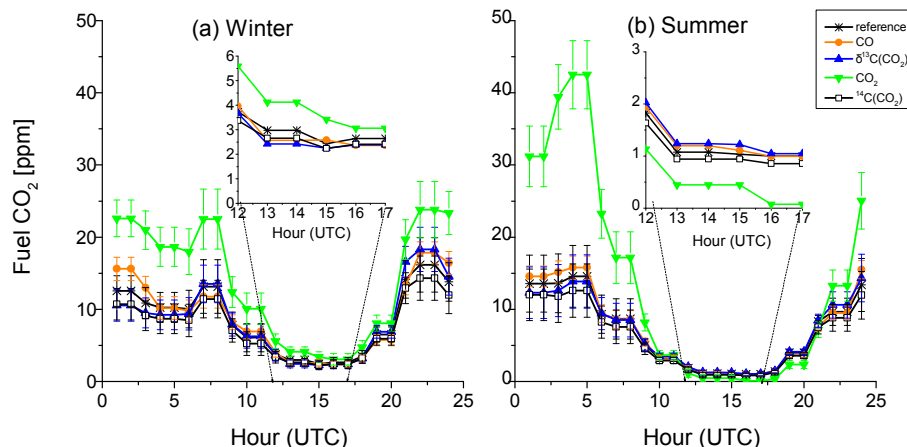 (a) Winter
Fuel CO₂ [ppm]
50
40
30
20
10
0
0 5 10 15 20 25
Hour (UTC)
6
5
4
3
2
1
0
12 13 14 15 16 17
Hour (UTC)
(b) Summer
50
40
30
20
10
0
0 5 10 15 20 25
Hour (UTC)
3
2
1
0
12 13 14 15 16 17
Hour (UTC)
reference
CO
δ¹³C(CO₂)
CO₂
¹⁴C(CO₂)